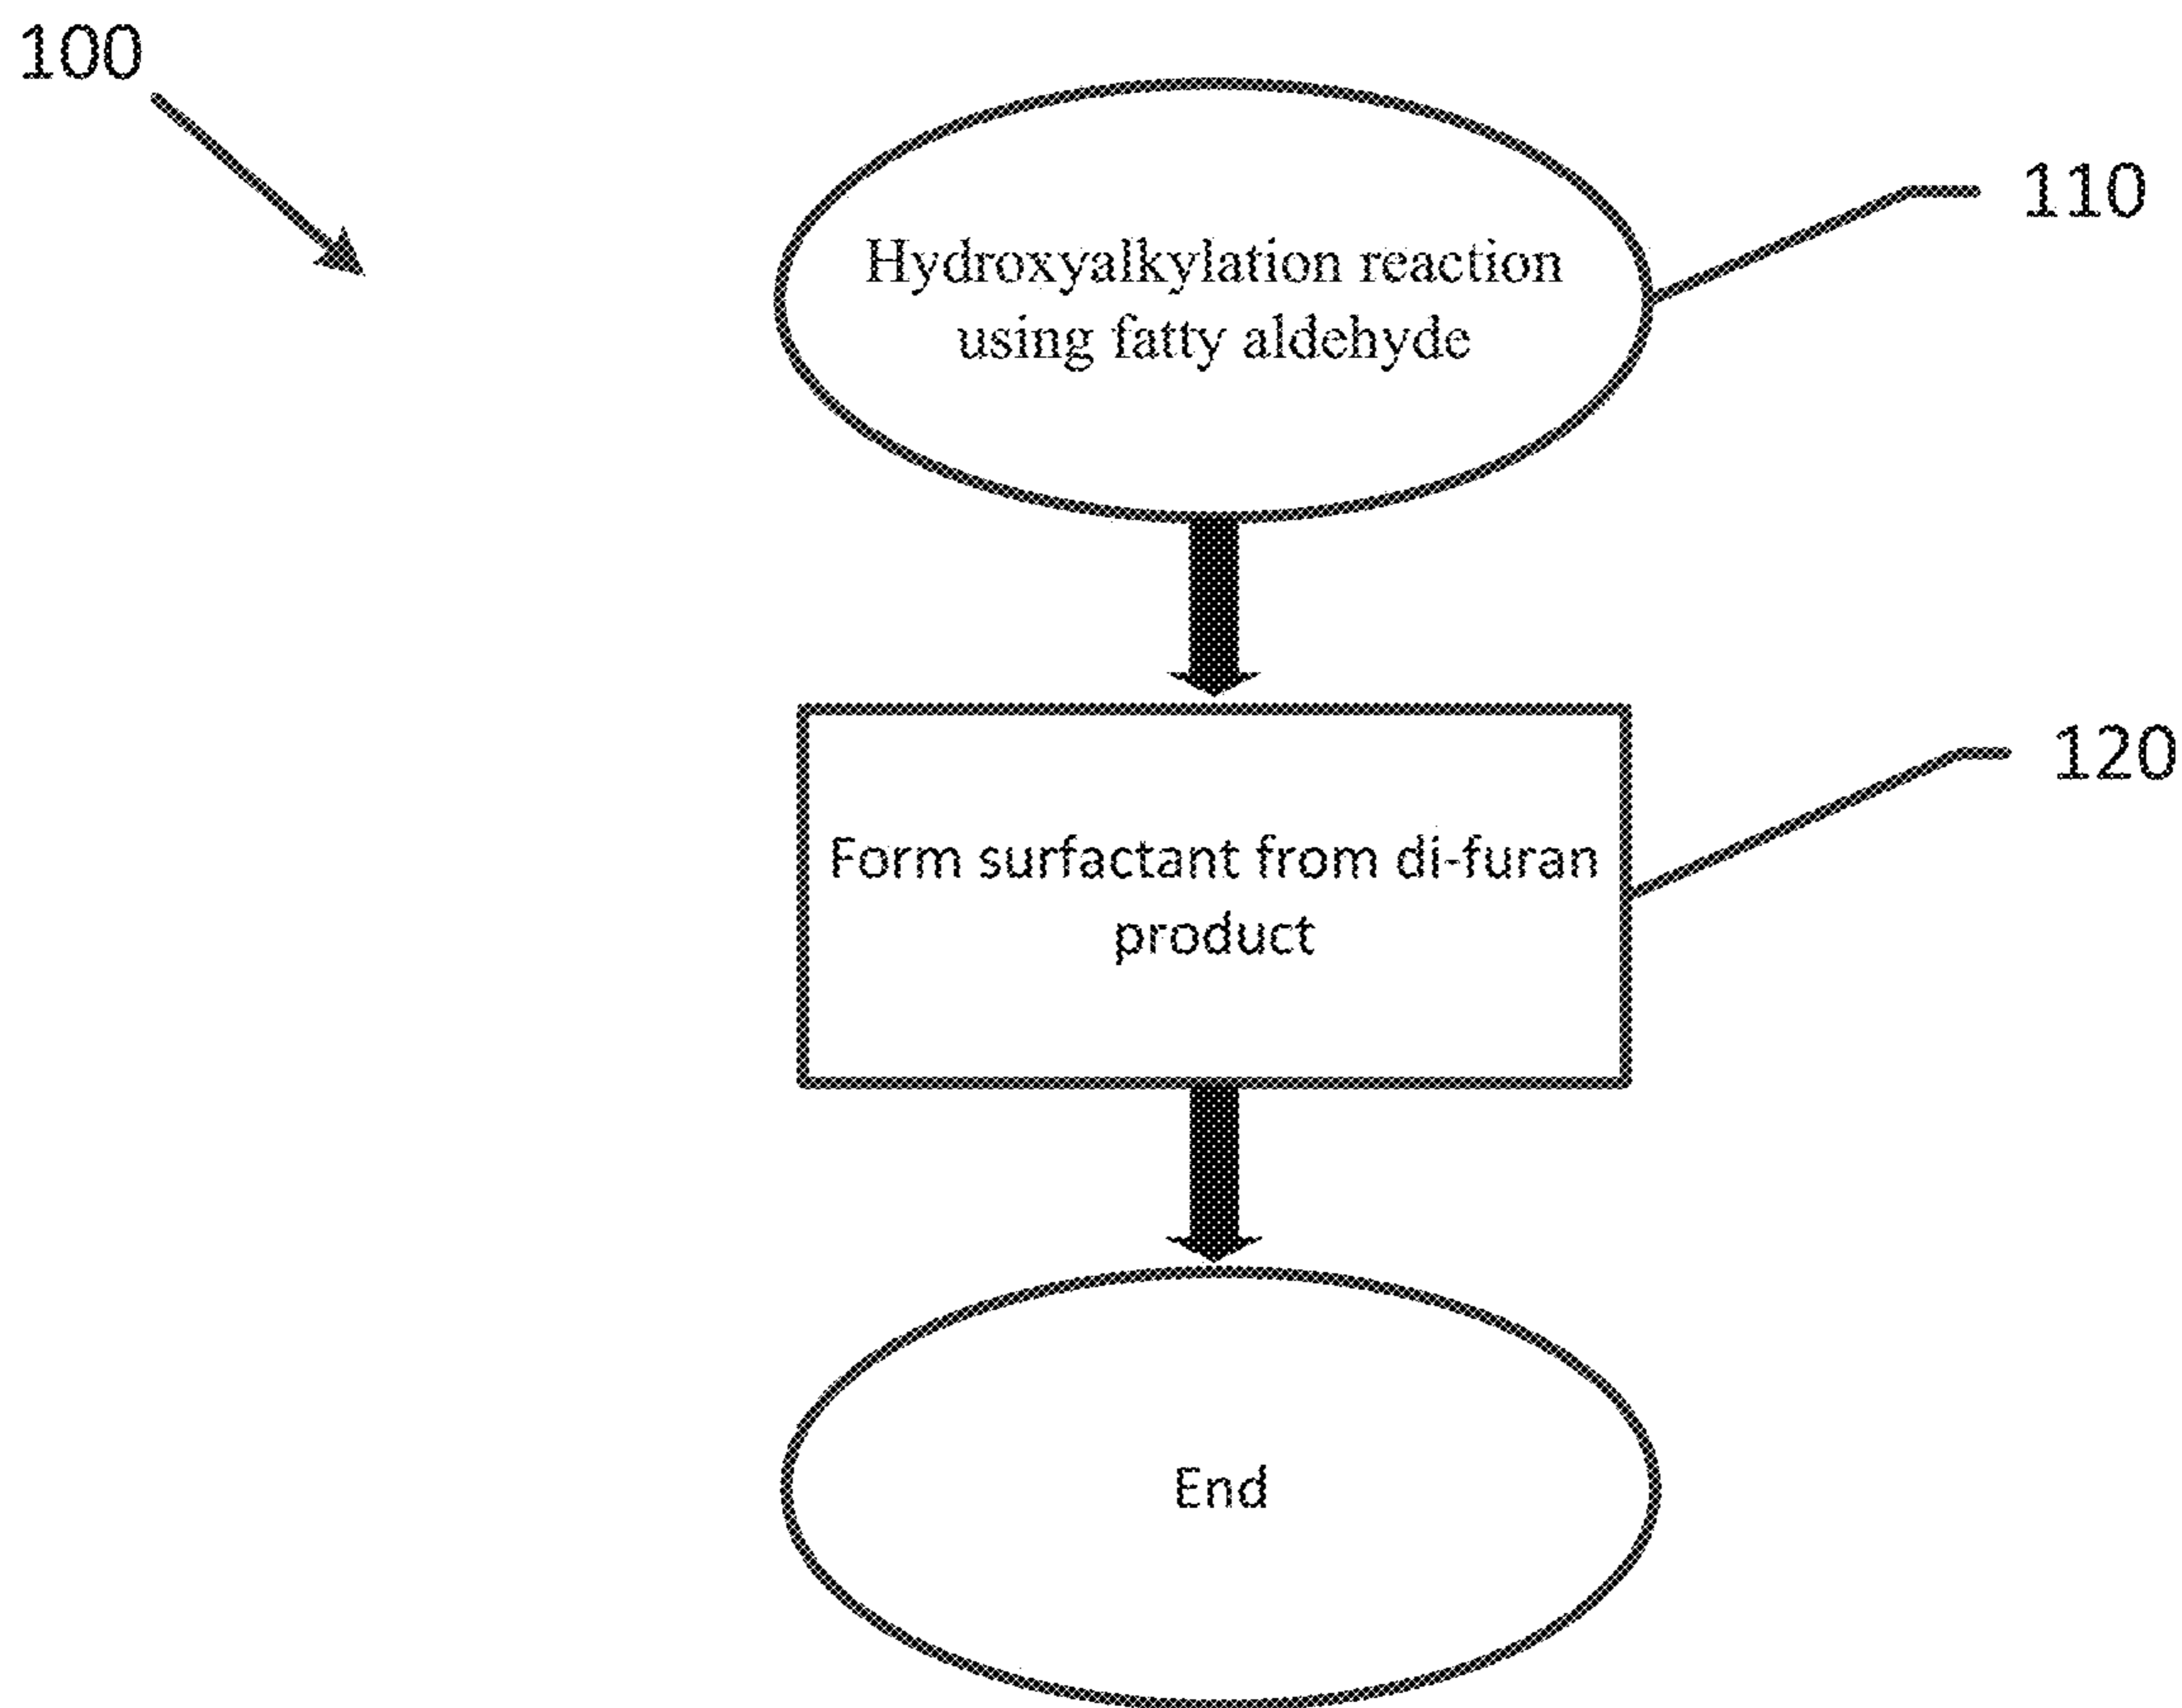 100
110
Hydroxyalkylation reaction
using fatty aldehyde
120
Form surfactant from di-furan
product
End